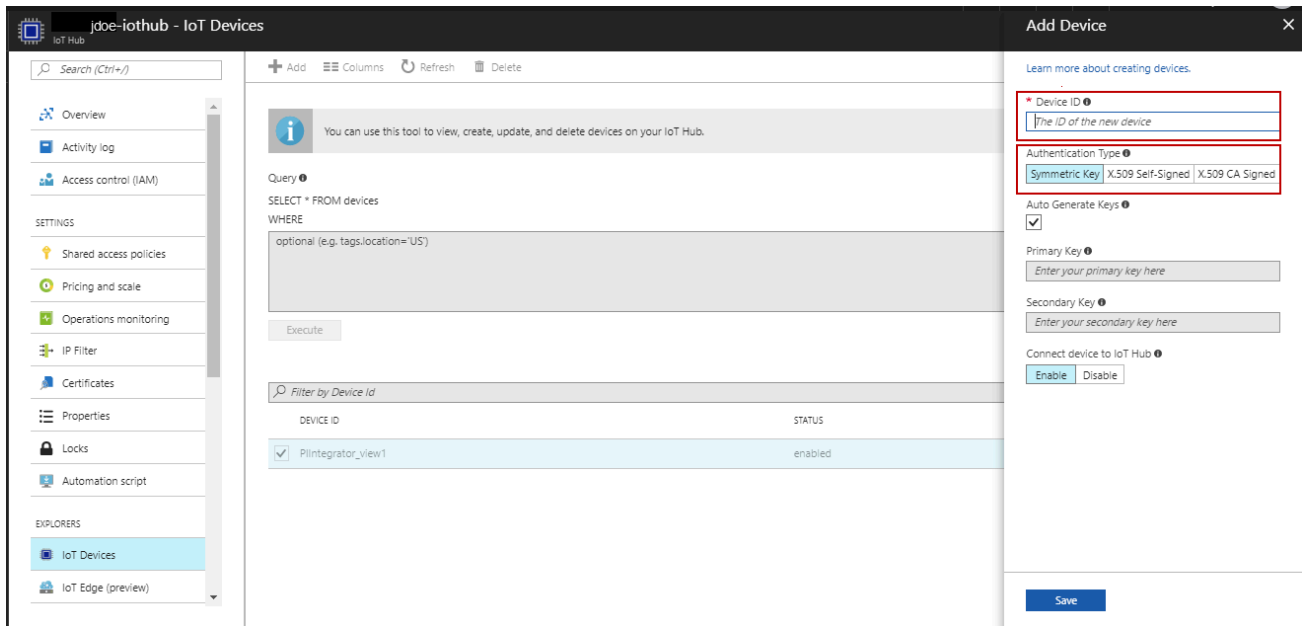 jdoe-iothub - IoT Devices
IoT Hub
Search (Ctrl+/)
Overview
Activity log
Access control (IAM)
SETTINGS
Shared access policies
Pricing and scale
Operations monitoring
IP Filter
Certificates
Properties
Locks
Automation script
EXPLORERS
IoT Devices
IoT Edge (preview)
Add Columns Refresh Delete
You can use this tool to view, create, update, and delete devices on your IoT Hub.
Query
SELECT * FROM devices
WHERE
optional (e.g. tags.location='US')
Execute
Filter by Device Id
DEVICE ID STATUS
PIIntegrator_view1 enabled
Add Device
Learn more about creating devices.
* Device ID
The ID of the new device
Authentication Type
Symmetric Key X.509 Self-Signed X.509 CA Signed
Auto Generate Keys
Primary Key
Enter your primary key here
Secondary Key
Enter your secondary key here
Connect device to IoT Hub
Enable Disable
Save